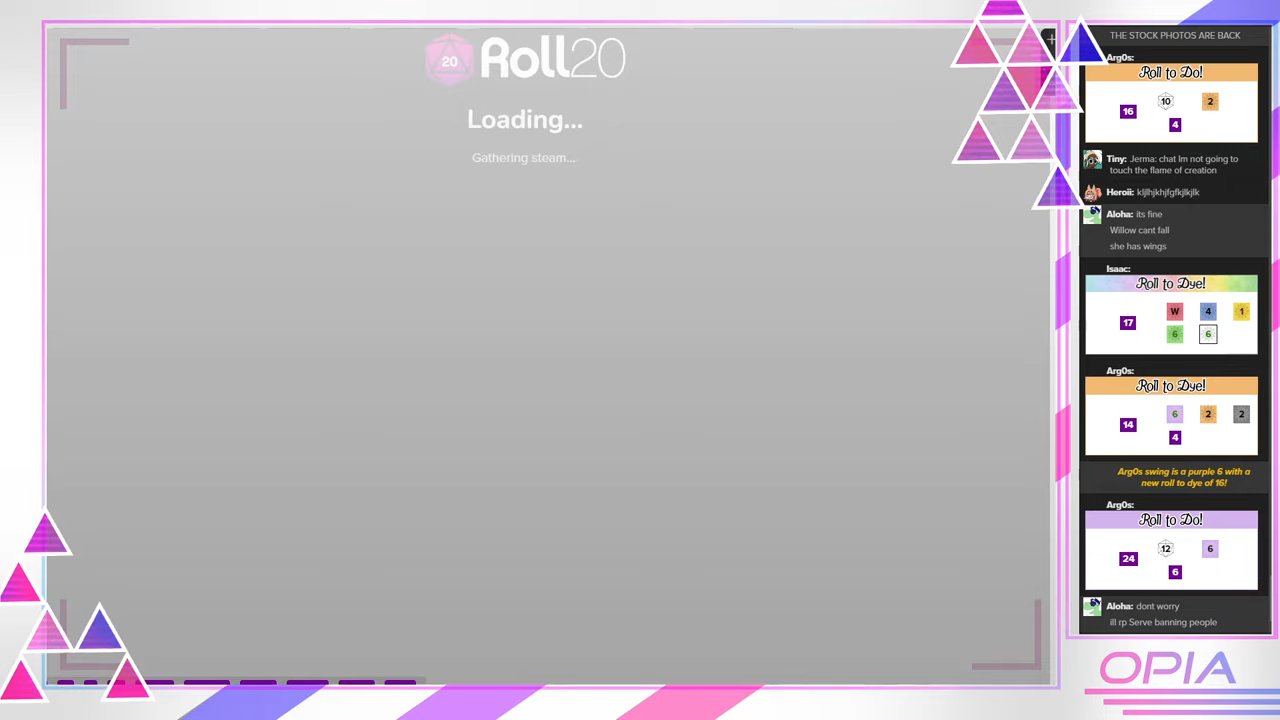 20 Roll20
Loading...
Gathering steam...
+
THE STOCK PHOTOS ARE BACK
Arg0s:
Roll to Do!
16 10 2
4
Tiny: Jerma: chat Im not going to
touch the flame of creation
Heroii: kljlhjkhjfgfkjlkjlk
Aloha: its fine
Willow cant fall
she has wings
Isaac:
Roll to Dye!
17 W 4 1
6 6
Arg0s:
Roll to Dye!
14 6 2 2
4
Arg0s swing is a purple 6 with a
new roll to dye of 16!
Arg0s:
Roll to Do!
24 12 6
6
Aloha: dont worry
ill rp Serve banning people
OPIA